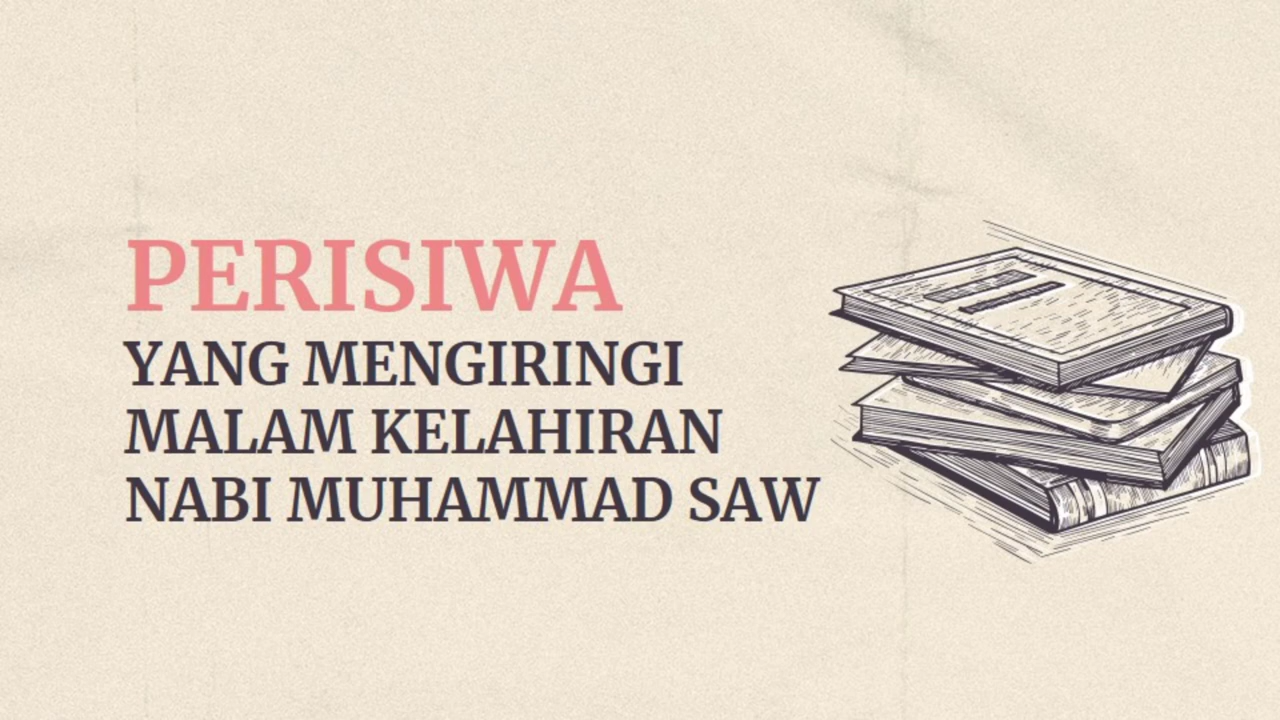 PERISIWA
YANG MENGIRINGI
MALAM KELAHIRAN
NABI MUHAMMAD SAW